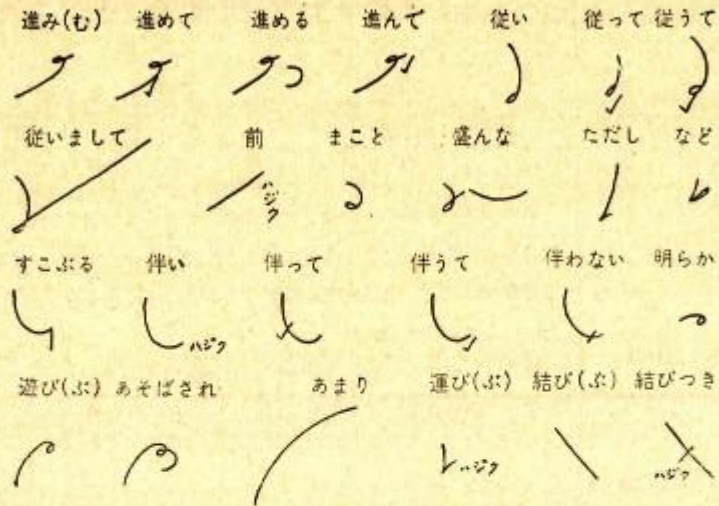 進み(む) 進めて 進める 進んで 従い 従って 従うて
従いまして 前 まこと 盛んな ただし など
ハジク
すこぶる 伴い 伴って 伴うて 伴わない 明らか
ハジク
遊び(ぶ) あそばされ あまり 運び(ぶ) 結び(ぶ) 結びつき
ハジク ハジク